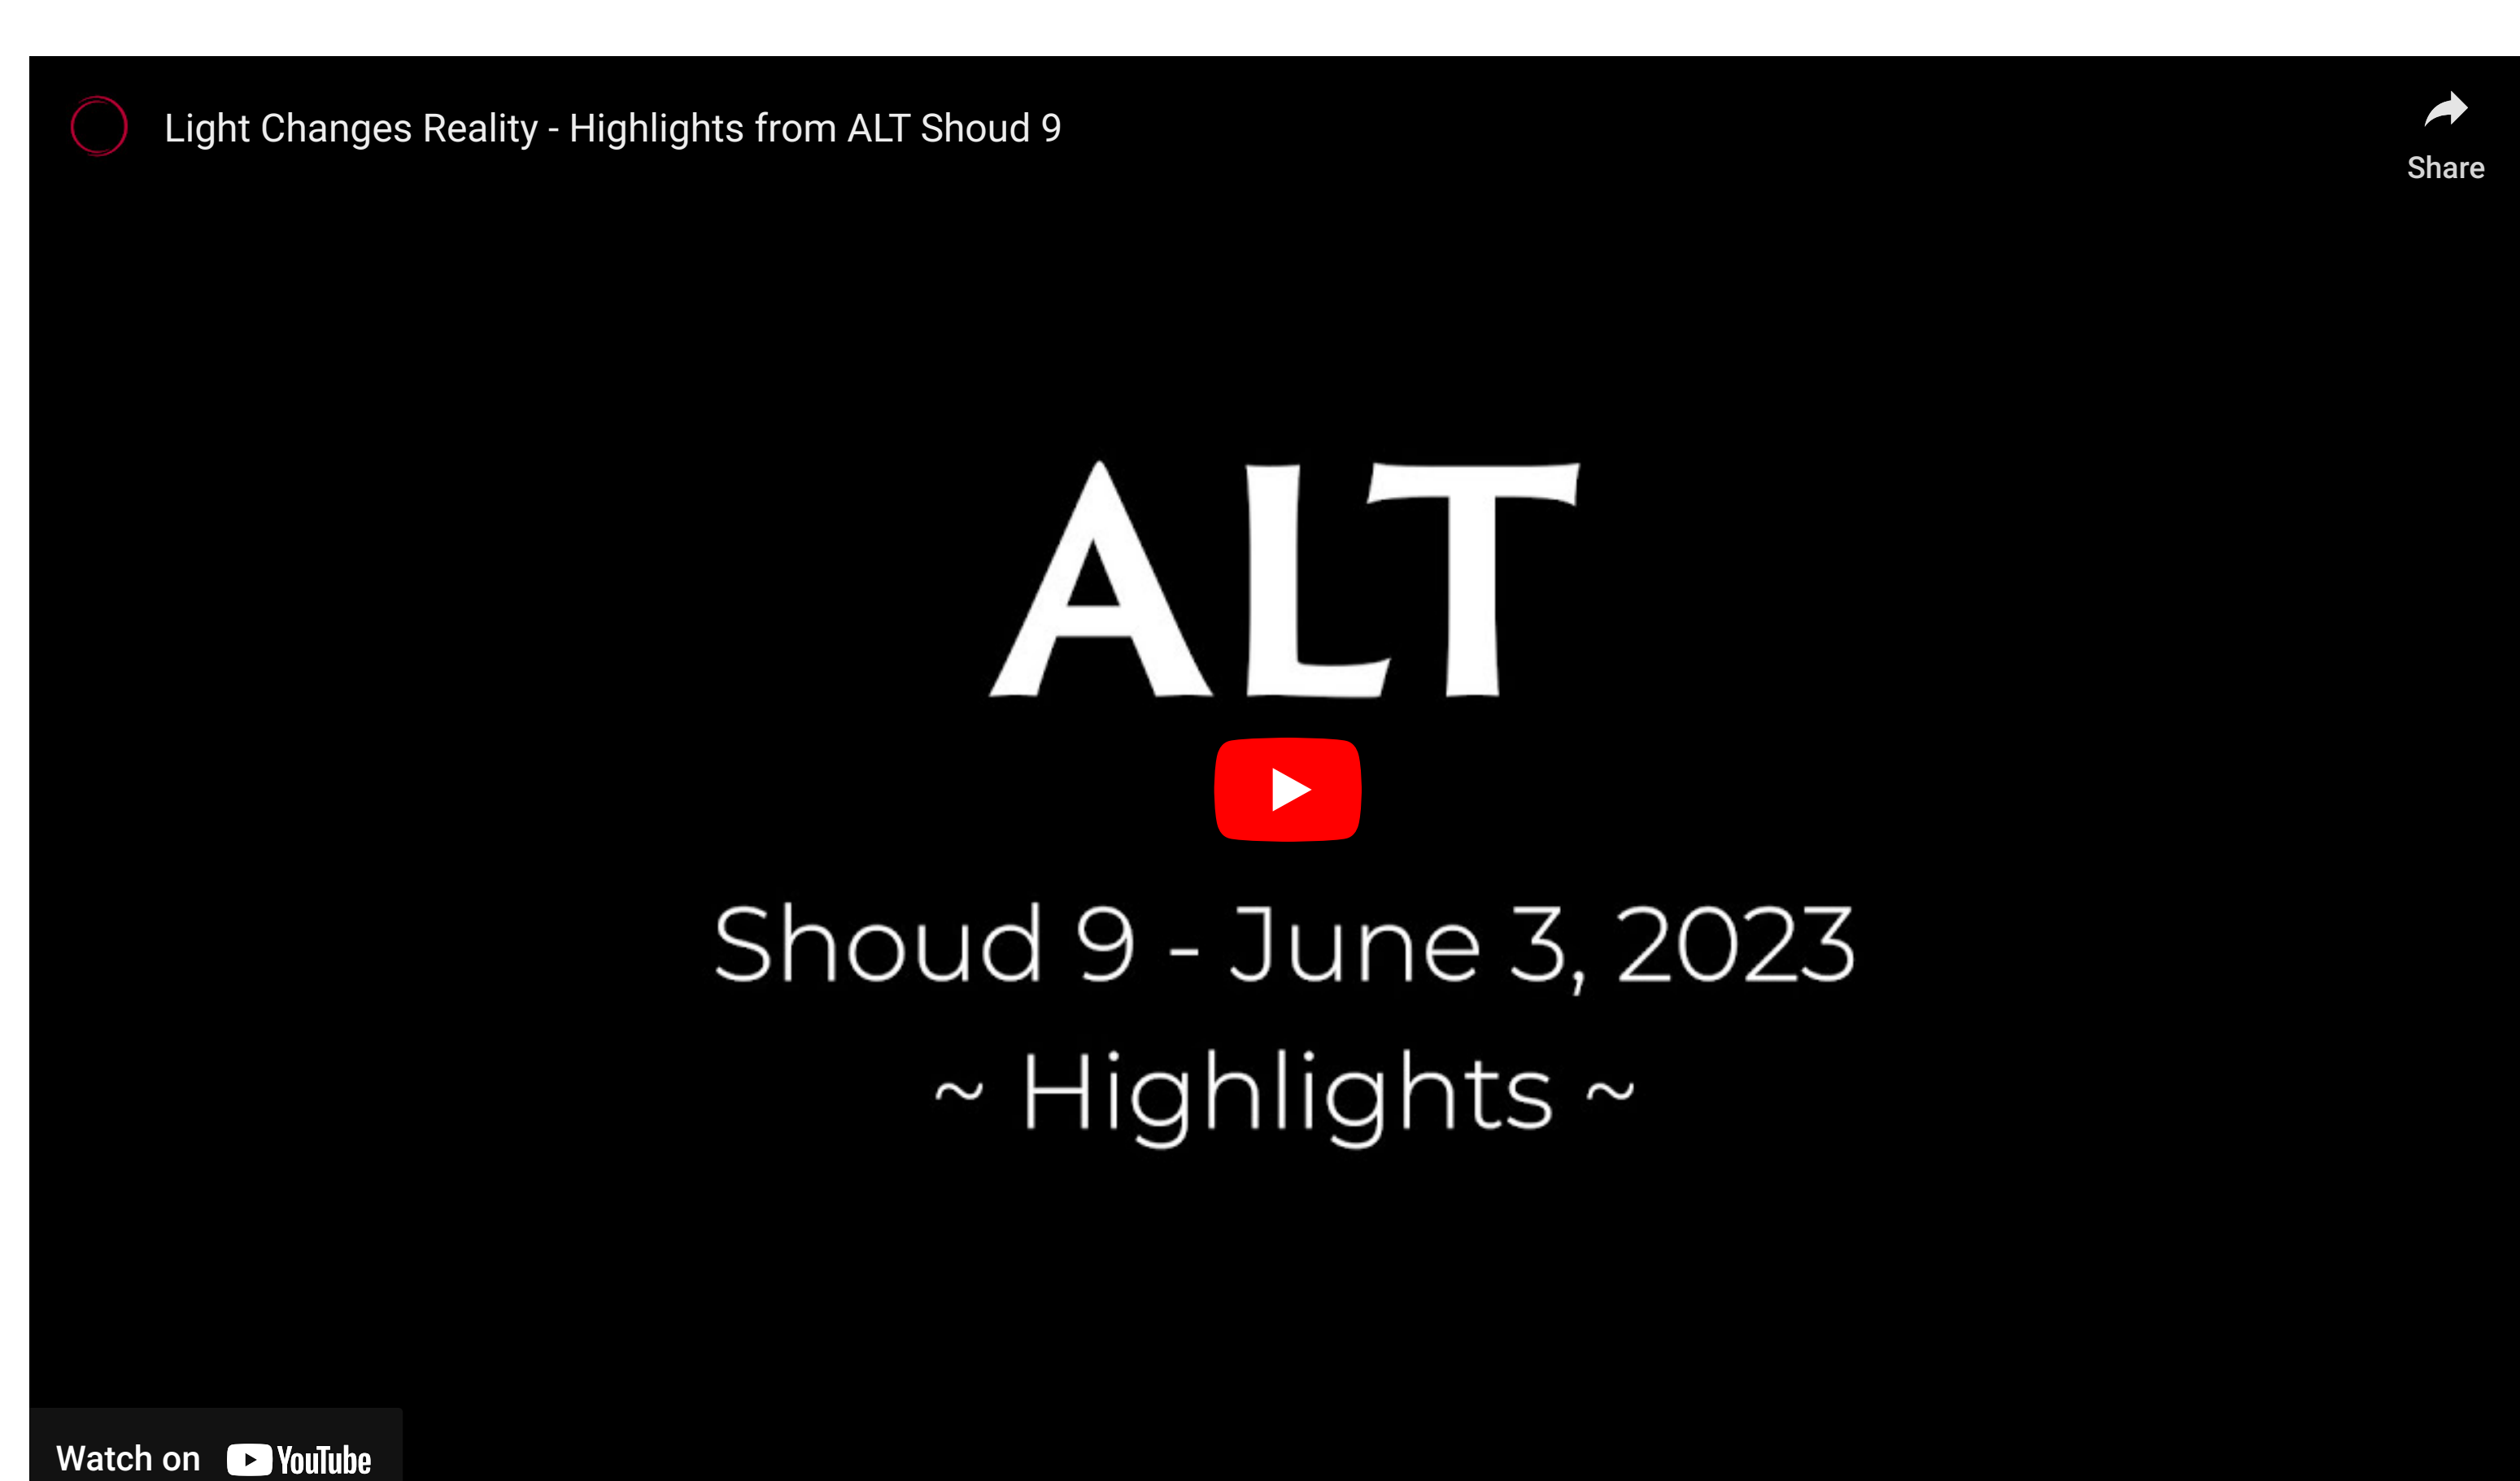 Light Changes Reality - Highlights from ALT Shoud 9
Share
ALT
Shoud 9 - June 3, 2023
~ Highlights ~
Watch on YouTube